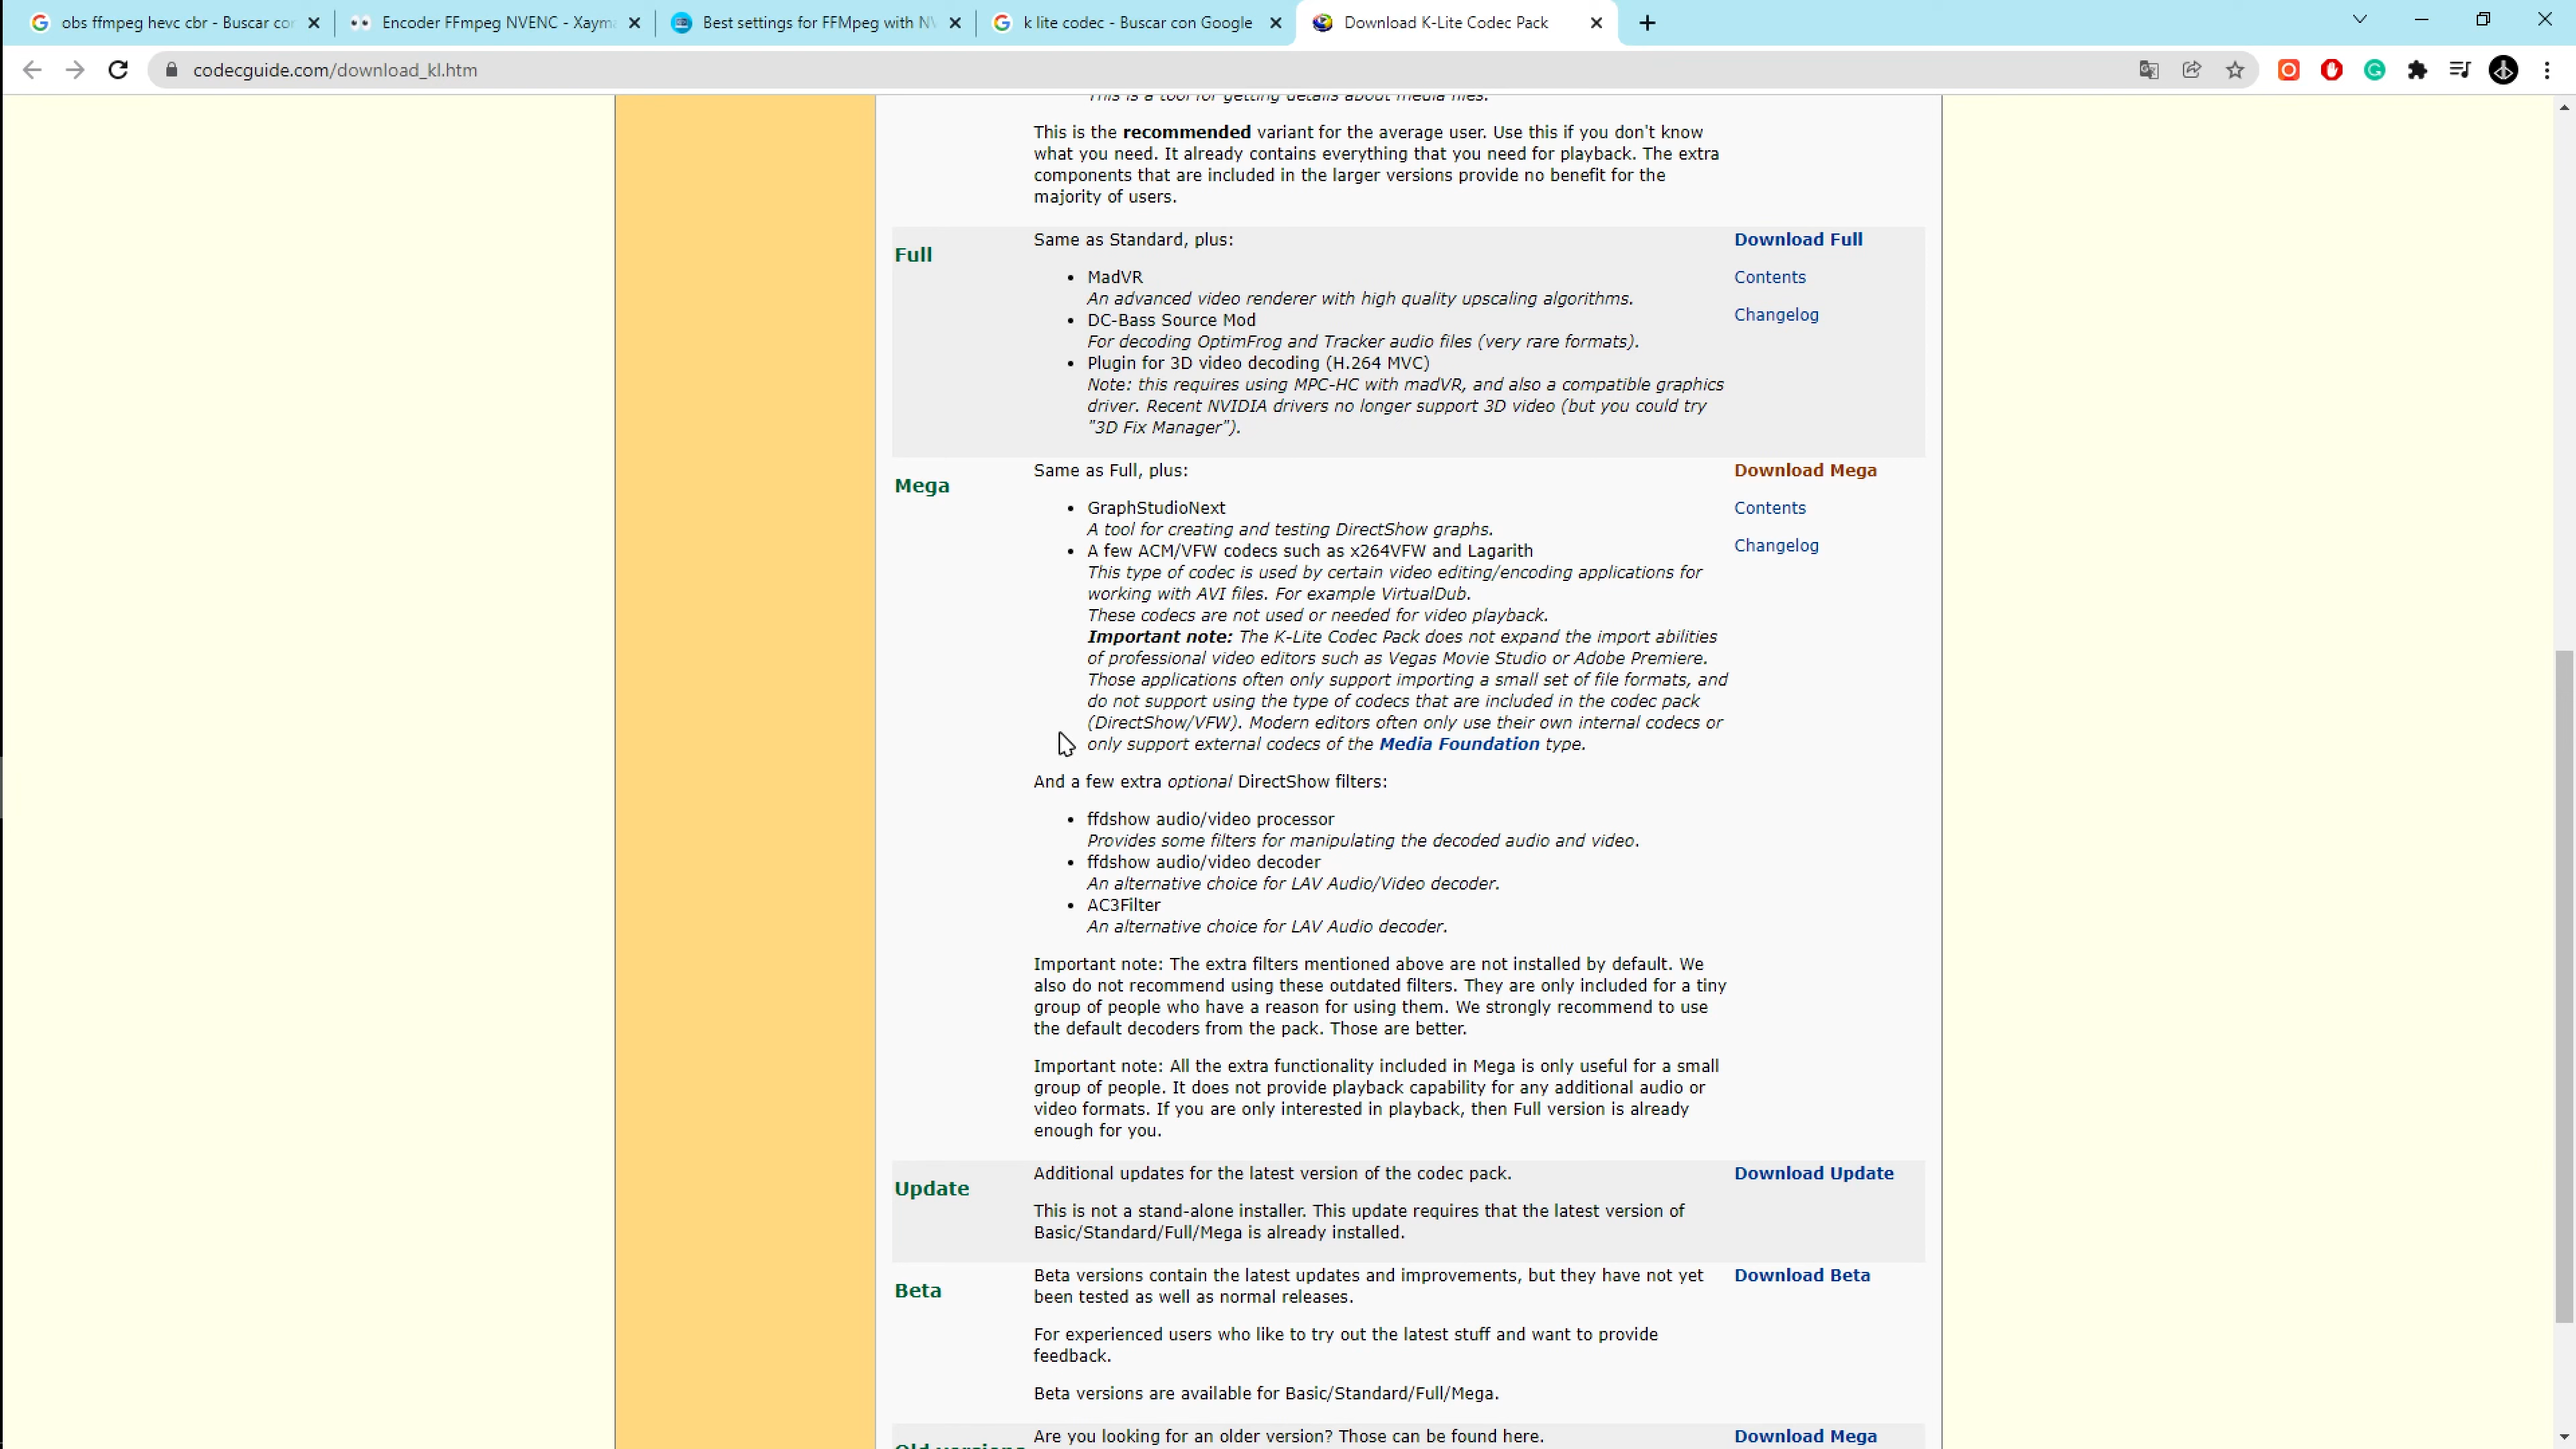 obs ffmpeg hevc cbr - Buscar co
Encoder FFmpeg NVENC - Xayma
Best settings for FFMpeg with NV
k lite codec - Buscar con Google
Download K-Lite Codec Pack
codecguide.com/download_kl.htm
This is a tool for getting details about media files.
This is the recommended variant for the average user. Use this if you don't know
what you need. It already contains everything that you need for playback. The extra
components that are included in the larger versions provide no benefit for the
majority of users.
Full
Same as Standard, plus:
Download Full
• MadVR
Contents
An advanced video renderer with high quality upscaling algorithms.
• DC-Bass Source Mod
Changelog
For decoding OptimFrog and Tracker audio files (very rare formats).
• Plugin for 3D video decoding (H.264 MVC)
Note: this requires using MPC-HC with madVR, and also a compatible graphics
driver. Recent NVIDIA drivers no longer support 3D video (but you could try
"3D Fix Manager").
Mega
Same as Full, plus:
Download Mega
• GraphStudioNext
Contents
A tool for creating and testing DirectShow graphs.
• A few ACM/VFW codecs such as x264VFW and Lagarith
Changelog
This type of codec is used by certain video editing/encoding applications for
working with AVI files. For example VirtualDub.
These codecs are not used or needed for video playback.
Important note: The K-Lite Codec Pack does not expand the import abilities
of professional video editors such as Vegas Movie Studio or Adobe Premiere.
Those applications often only support importing a small set of file formats, and
do not support using the type of codecs that are included in the codec pack
(DirectShow/VFW). Modern editors often only use their own internal codecs or
only support external codecs of the Media Foundation type.
And a few extra optional DirectShow filters:
• ffdshow audio/video processor
Provides some filters for manipulating the decoded audio and video.
• ffdshow audio/video decoder
An alternative choice for LAV Audio/Video decoder.
• AC3Filter
An alternative choice for LAV Audio decoder.
Important note: The extra filters mentioned above are not installed by default. We
also do not recommend using these outdated filters. They are only included for a tiny
group of people who have a reason for using them. We strongly recommend to use
the default decoders from the pack. Those are better.
Important note: All the extra functionality included in Mega is only useful for a small
group of people. It does not provide playback capability for any additional audio or
video formats. If you are only interested in playback, then Full version is already
enough for you.
Update
Additional updates for the latest version of the codec pack.
Download Update
This is not a stand-alone installer. This update requires that the latest version of
Basic/Standard/Full/Mega is already installed.
Beta
Beta versions contain the latest updates and improvements, but they have not yet
been tested as well as normal releases.
Download Beta
For experienced users who like to try out the latest stuff and want to provide
feedback.
Beta versions are available for Basic/Standard/Full/Mega.
Old versions
Are you looking for an older version? Those can be found here.
Download Mega